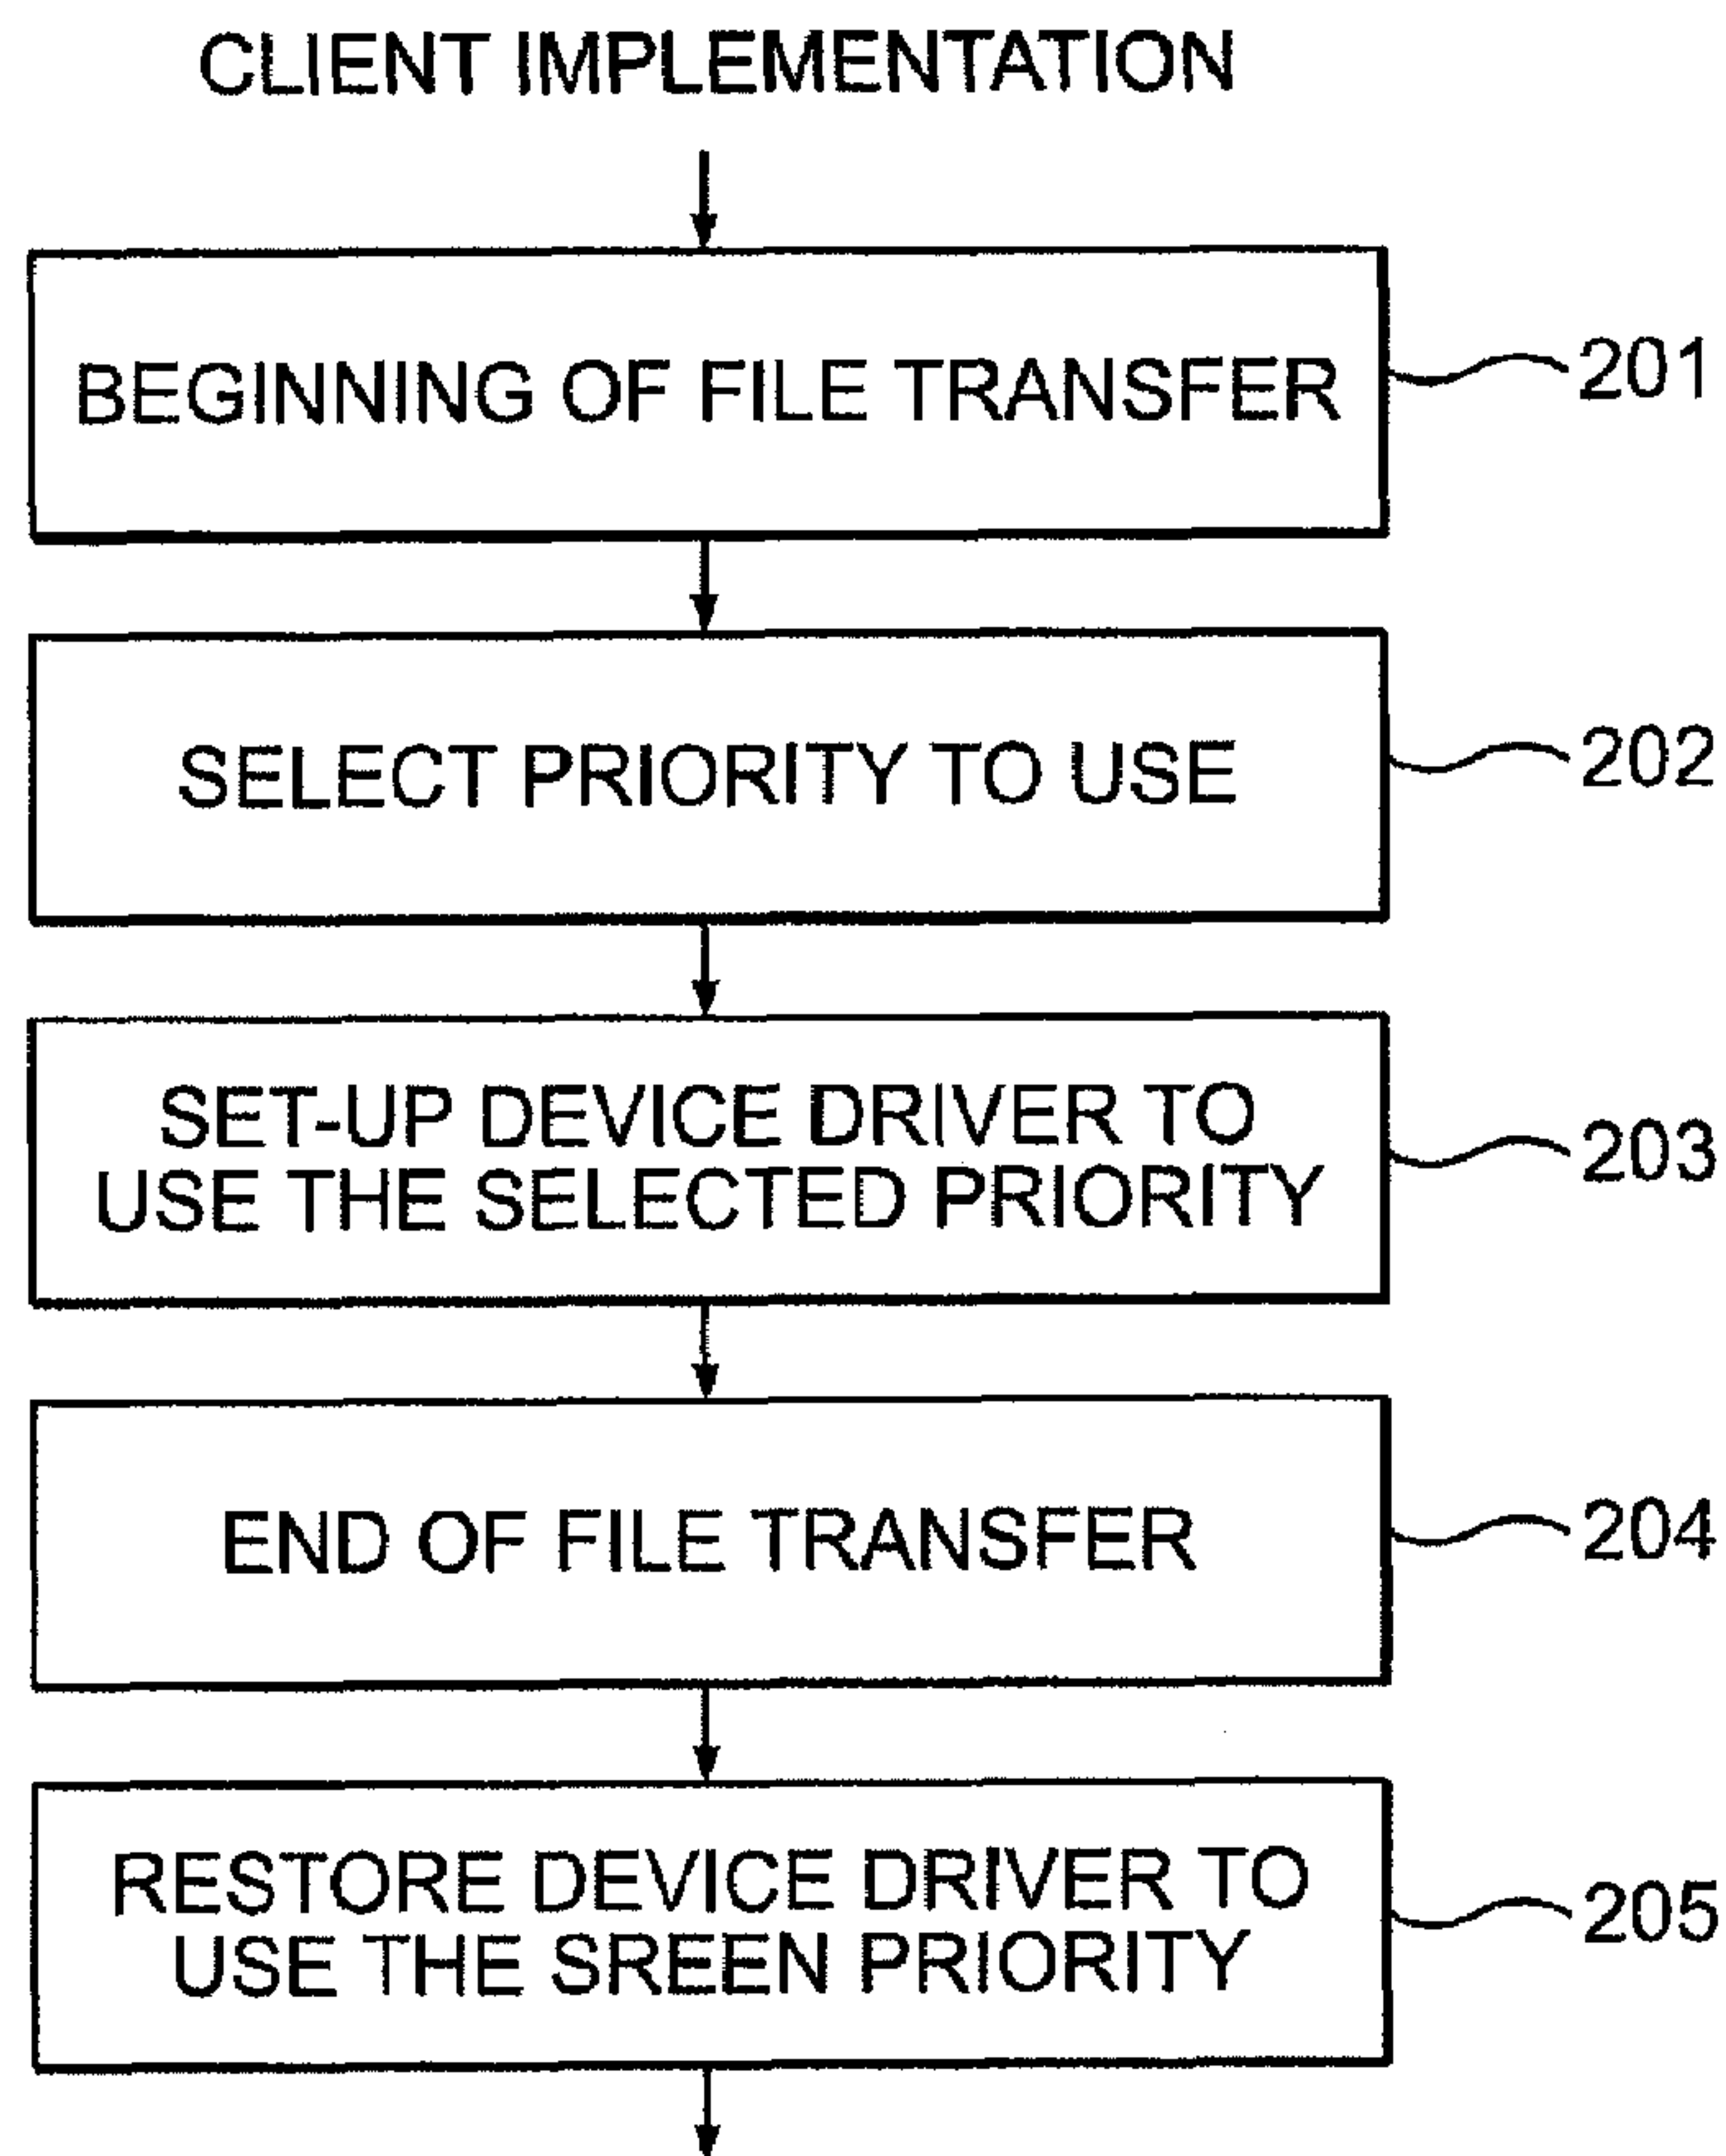 CLIENT IMPLEMENTATION
BEGINNING OF FILE TRANSFER
201
SELECT PRIORITY TO USE
202
SET-UP DEVICE DRIVER TO
USE THE SELECTED PRIORITY
203
END OF FILE TRANSFER
204
RESTORE DEVICE DRIVER TO
USE THE SREEN PRIORITY
205